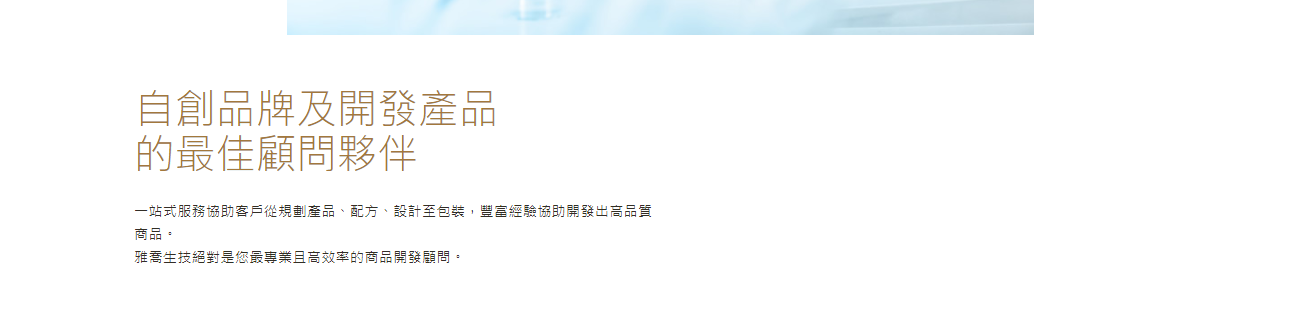 自創品牌及開發產品
的最佳顧問夥伴
一站式服務協助客戶從規劃產品、配方、設計至包裝，豐富經驗協助開發出高品質
商品。
雅喬生技絕對是您最專業且高效率的商品開發顧問。